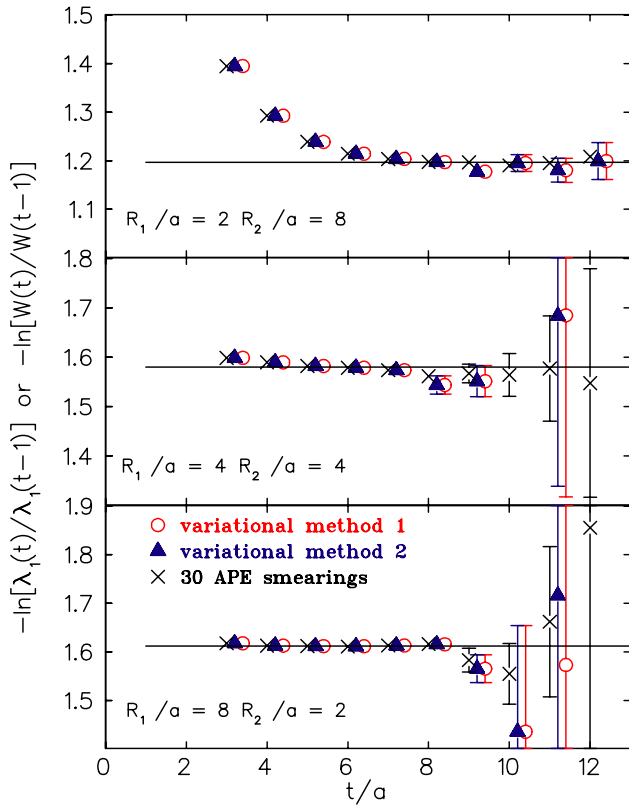 −ln[λ₁(t)/λ₁(t−1)] or −ln[W(t)/W(t−1)]
1.5
1.4
1.3
1.2
1.1
R₁ /a = 2 R₂ /a = 8
1.8
1.7
1.6
1.5
1.4
R₁ /a = 4 R₂ /a = 4
1.9
1.8
1.7
1.6
1.5
variational method 1
variational method 2
30 APE smearings
R₁ /a = 8 R₂ /a = 2
0 2 4 6 8 10 12
t/a